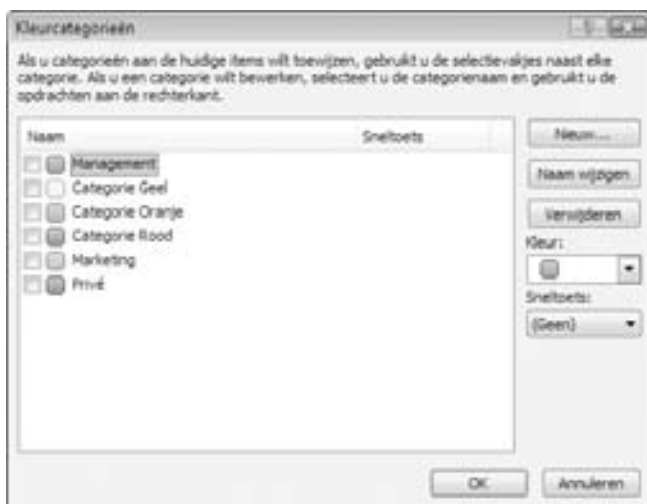 Kleurcategorieën
Als u categorieën aan de huidige items wilt toewijzen, gebruikt u de selectievakjes naast elke
categorie. Als u een categorie wilt bewerken, selecteert u de categorienaam en gebruikt u de
opdrachten aan de rechterkant.
Naam Sneltoets
Management
Categorie Geel
Categorie Oranje
Categorie Rood
Marketing
Privé
Nieuw...
Naam wijzigen
Verwijderen
Kleur:
Sneltoets:
(Geen)
OK Annuleren